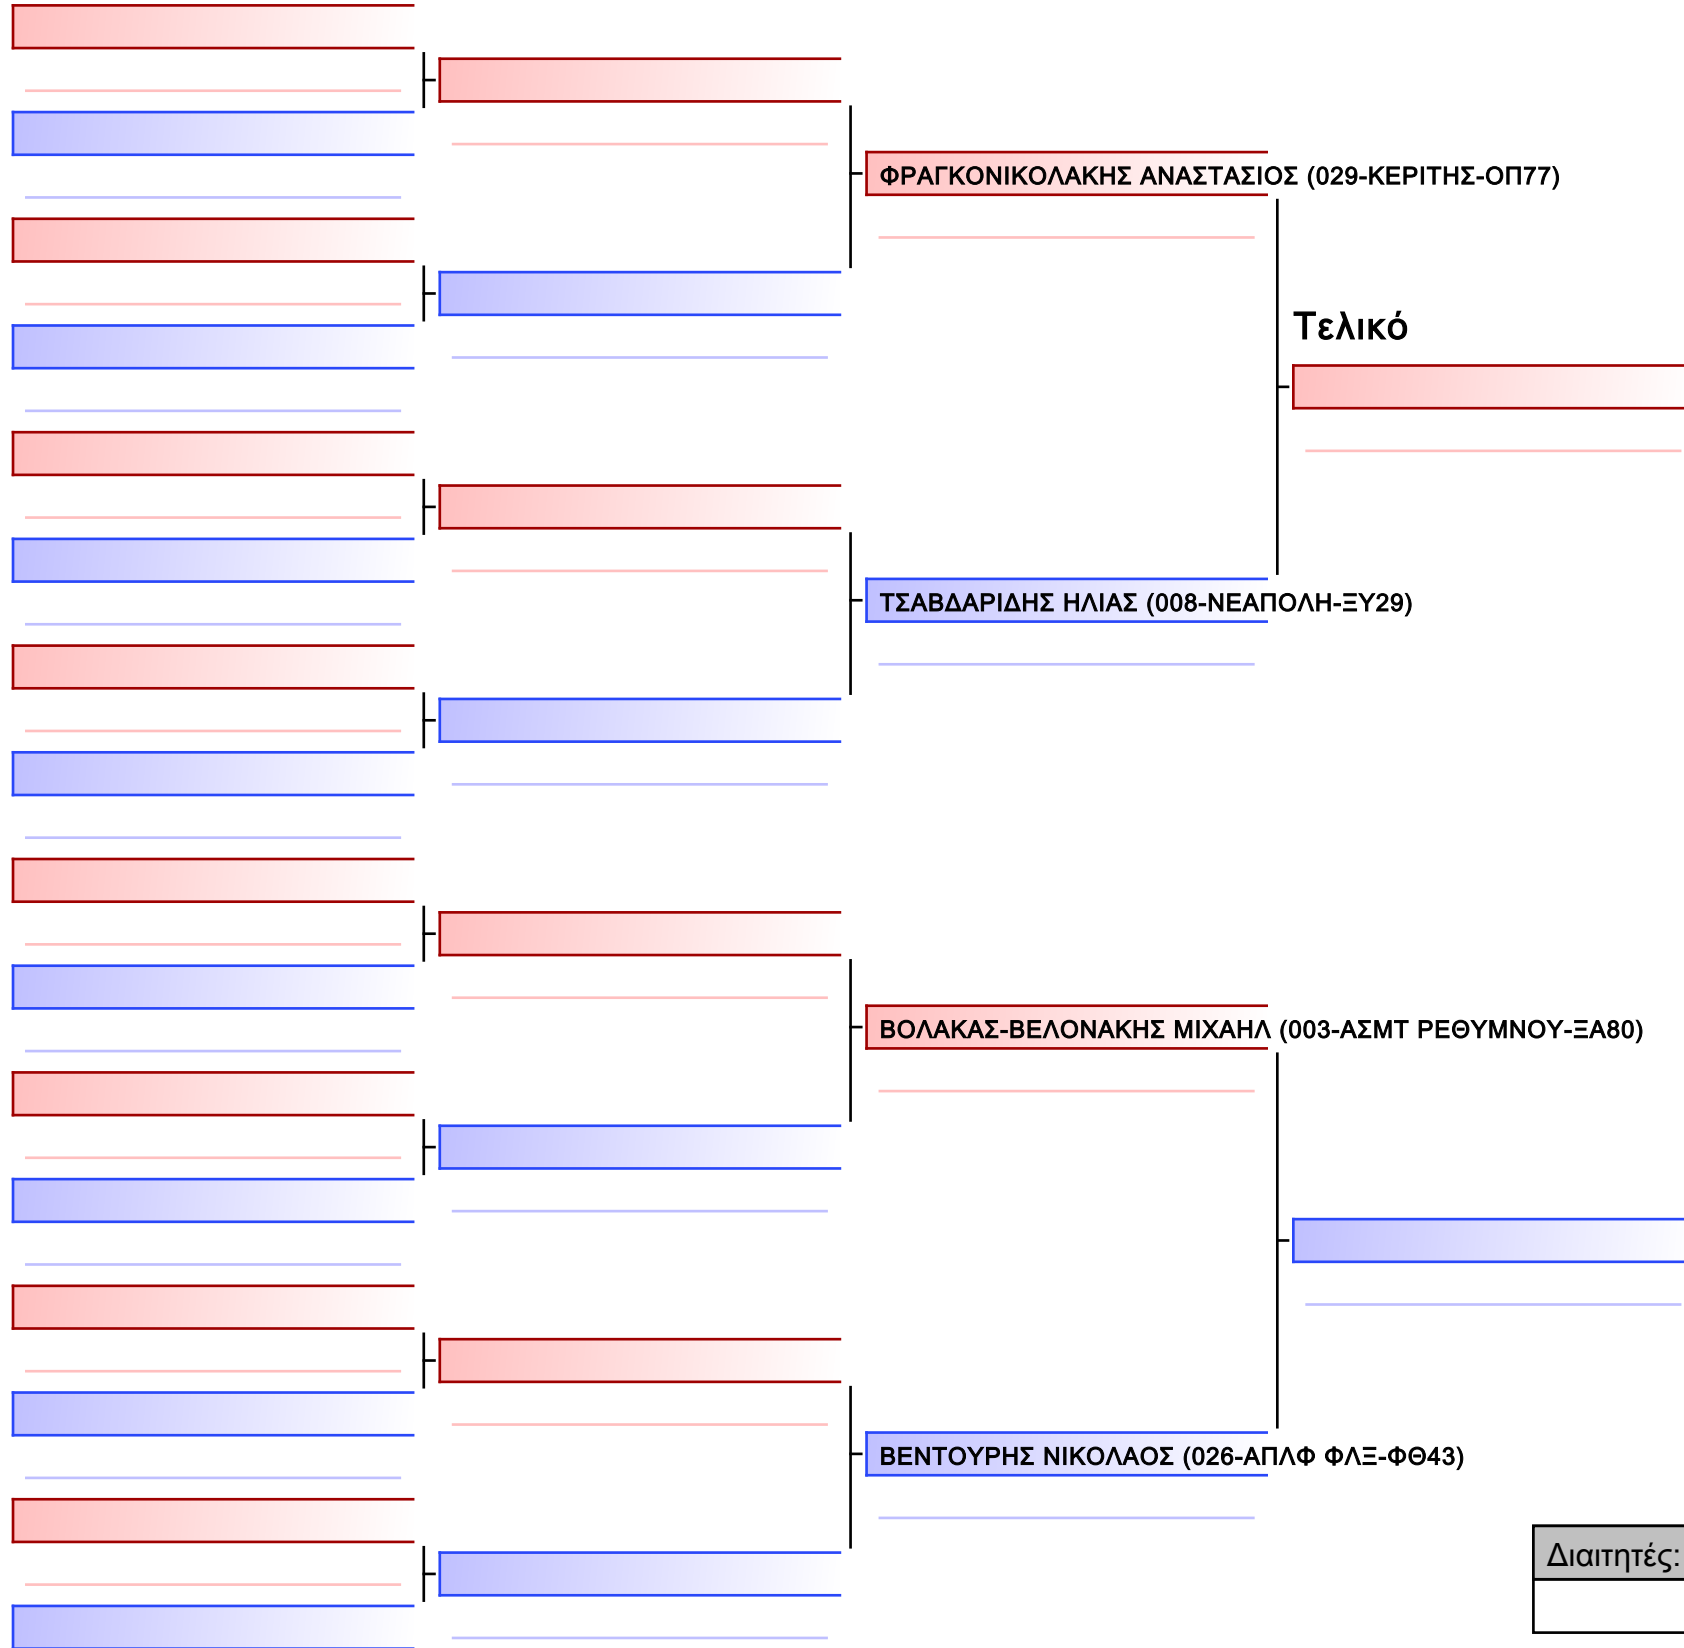 ΦΡΑΓΚΟΝΙΚΟΛΑΚΗΣ ΑΝΑΣΤΑΣΙΟΣ (029-ΚΕΡΙΤΗΣ-ΟΠ77)
Τελικό
ΤΣΑΒΔΑΡΙΔΗΣ ΗΛΙΑΣ (008-ΝΕΑΠΟΛΗ-ΞΥ29)
ΒΟΛΑΚΑΣ-ΒΕΛΟΝΑΚΗΣ ΜΙΧΑΗΛ (003-ΑΣΜΤ ΡΕΘΥΜΝΟΥ-ΞΑ80)
ΒΕΝΤΟΥΡΗΣ ΝΙΚΟΛΑΟΣ (026-ΑΠΛΦ ΦΛΞ-ΦΘ43)
Διαιτητές: